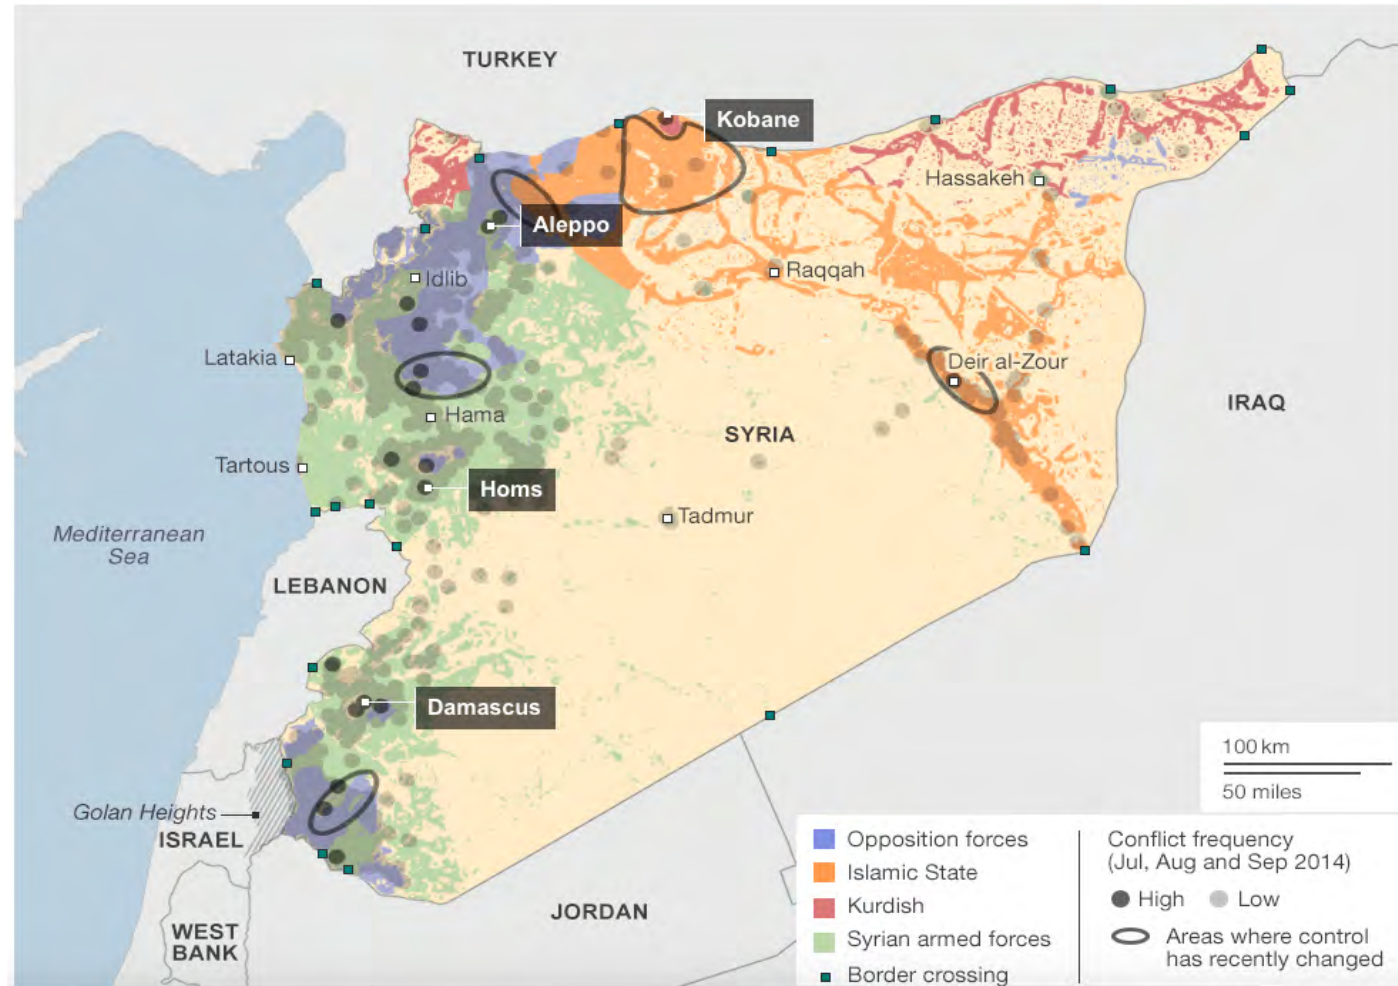 TURKEY
Kobane
Hassakeh
Aleppo
Idlib
Raqqah
Latakia
Deir al-Zour
Hama
IRAQ
SYRIA
Tartous
Homs
Tadmur
Mediterranean
Sea
LEBANON
Damascus
Golan Heights
ISRAEL
WEST
BANK
JORDAN
100 km
50 miles
Opposition forces
Islamic State
Kurdish
Syrian armed forces
Border crossing
Conflict frequency
(Jul, Aug and Sep 2014)
High Low
Areas where control
has recently changed